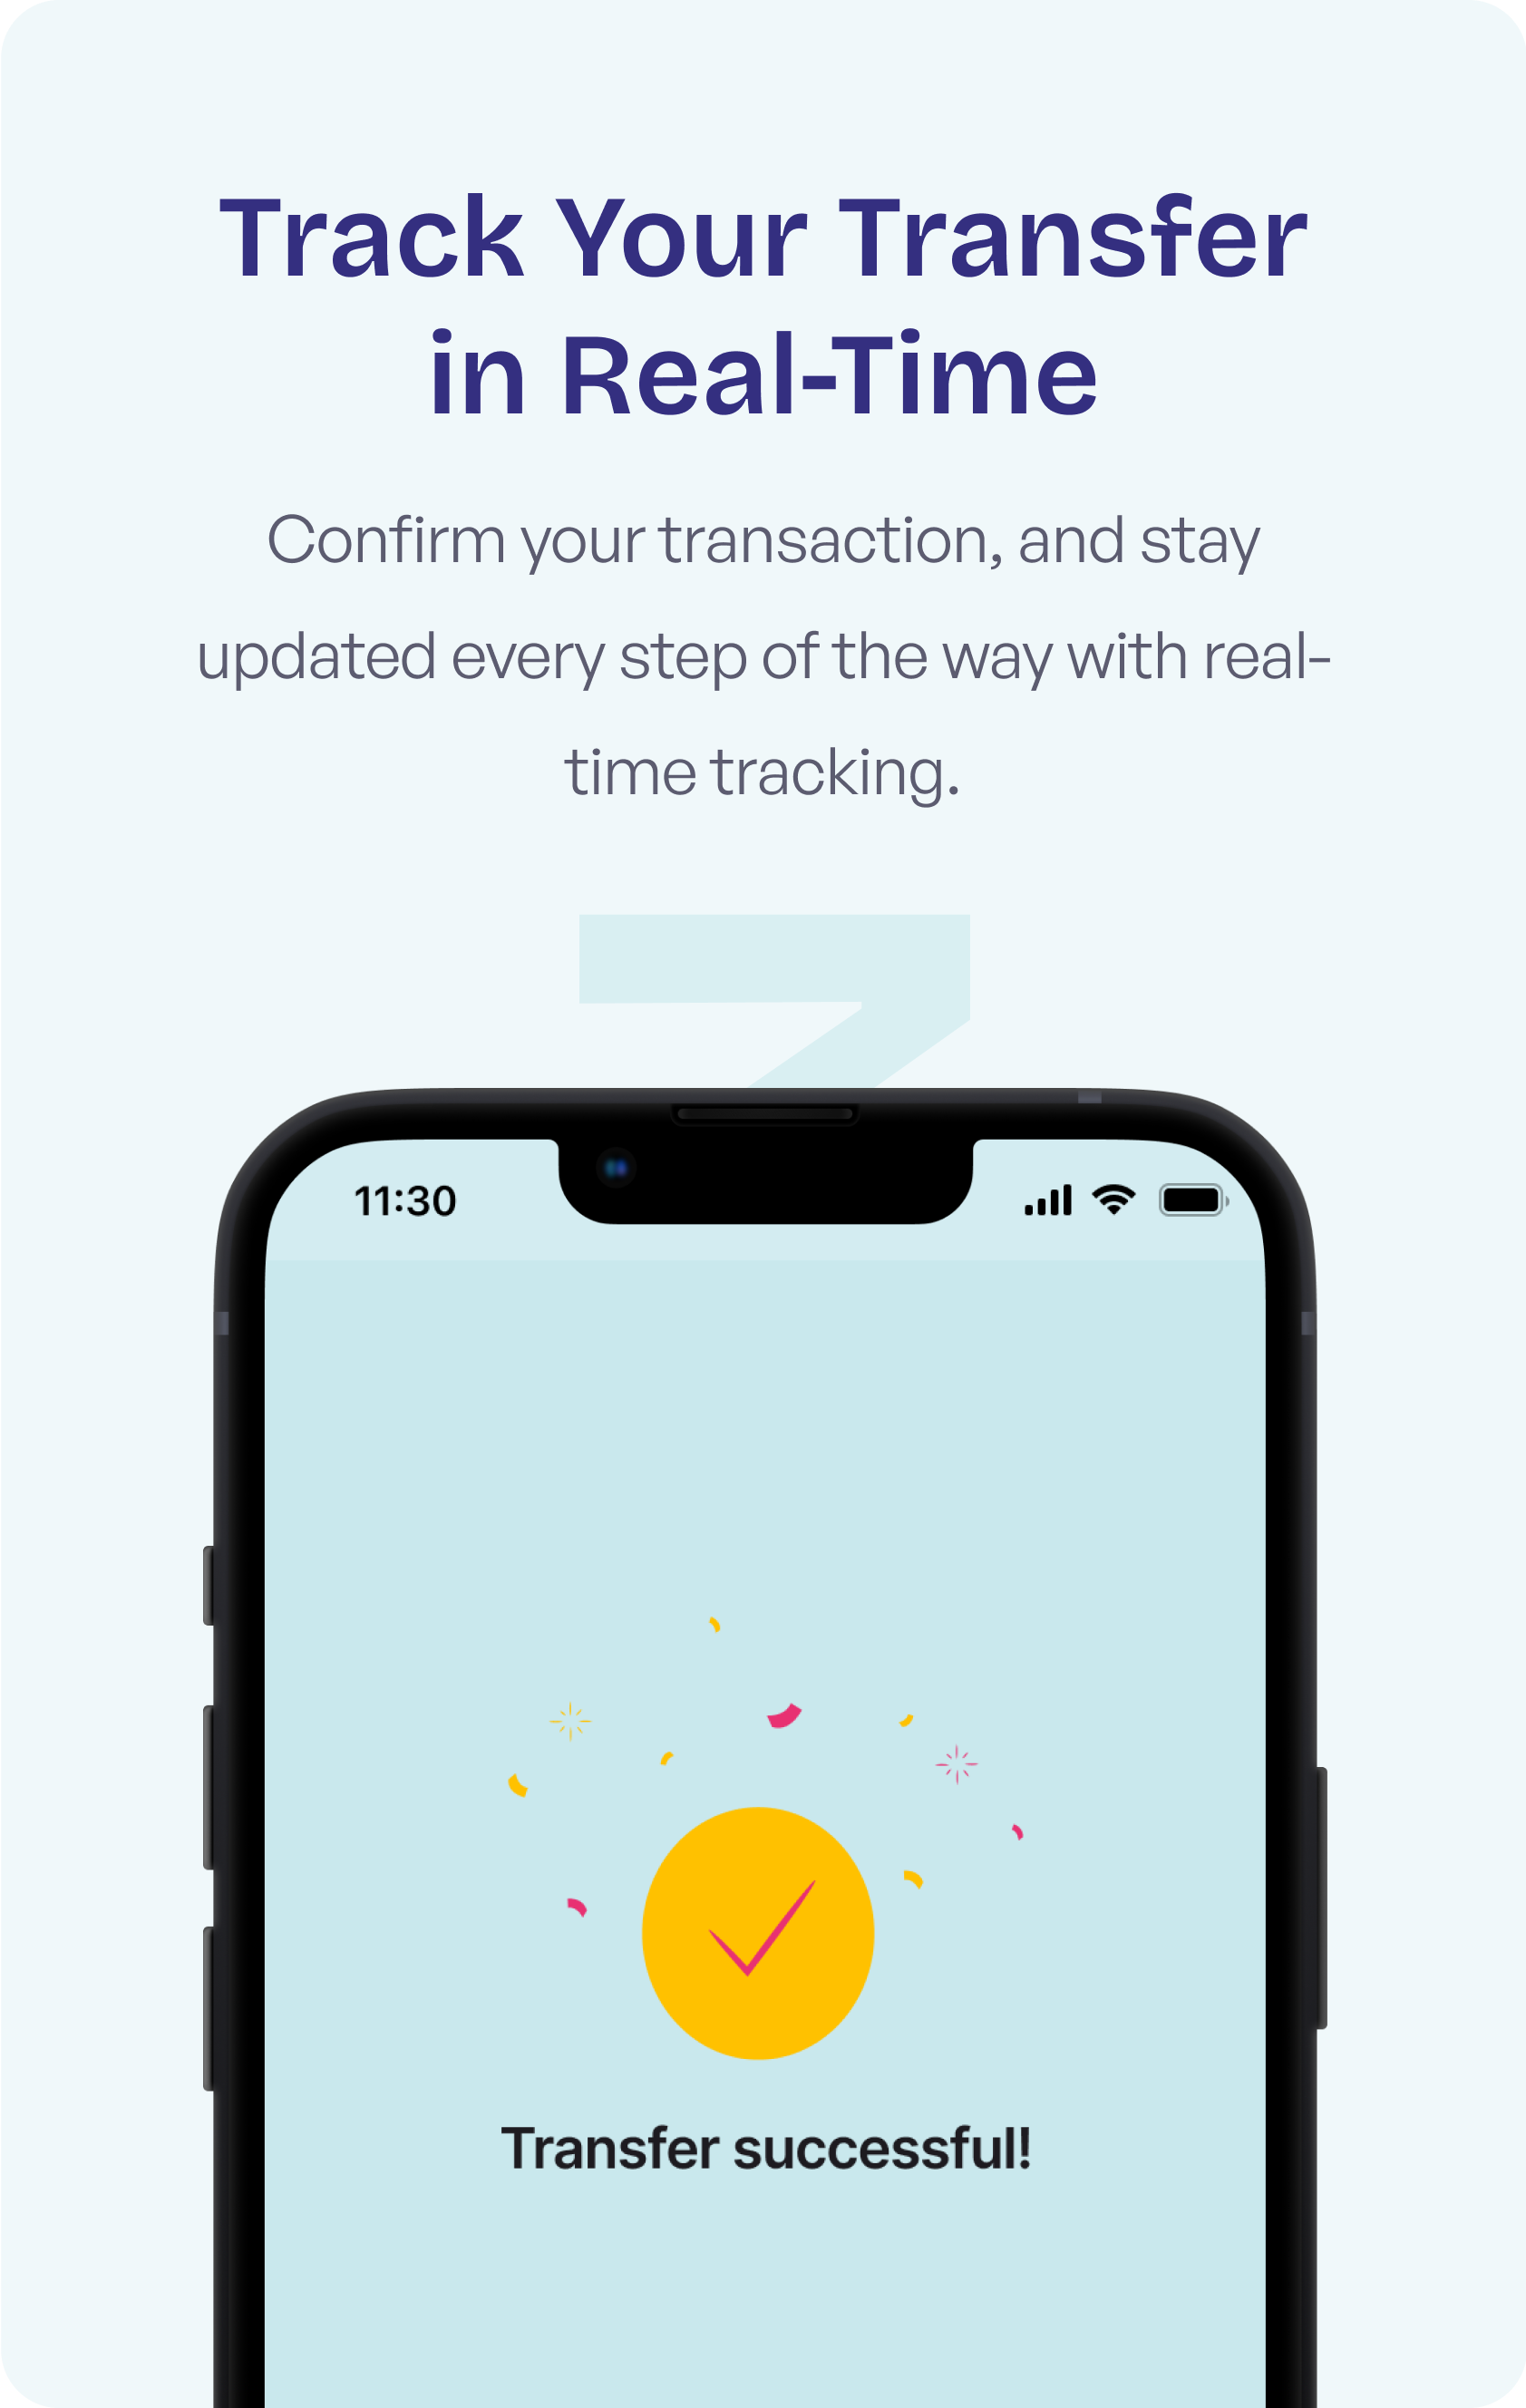 Track Your Transfer
in Real-Time
Confirm your transaction, and stay
updated every step of the way with real-
time tracking.
11:30
Transfer successful!